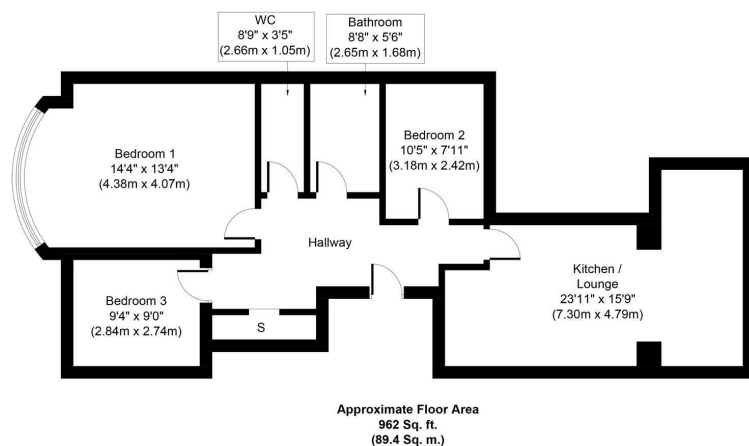 WC
8'9" x 3'5"
(2.66m x 1.05m)
Bathroom
8'8" x 5'6"
(2.65m x 1.68m)
Bedroom 1
14'4" x 13'4"
(4.38m x 4.07m)
Bedroom 2
10'5" x 7'11"
(3.18m x 2.42m)
Hallway
Kitchen /
Lounge
23'11" x 15'9"
(7.30m x 4.79m)
Bedroom 3
9'4" x 9'0"
(2.84m x 2.74m)
S
Approximate Floor Area
962 Sq. ft.
(89.4 Sq. m.)